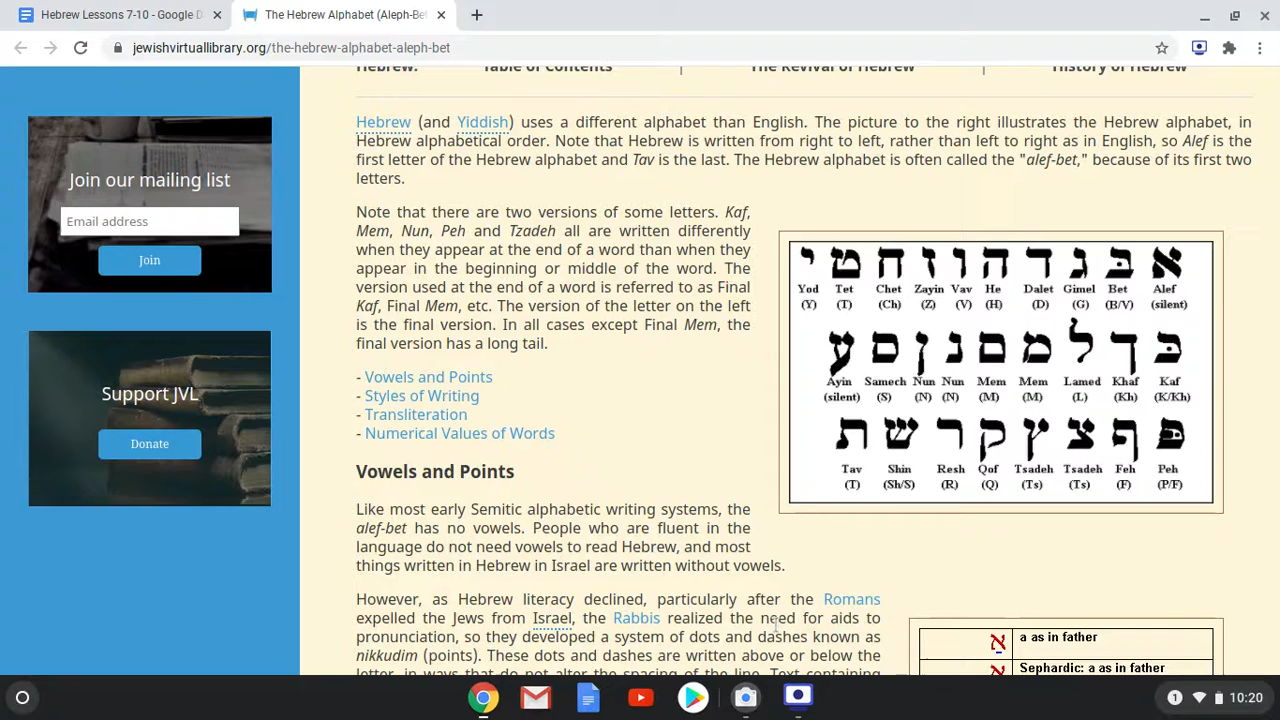 Hebrew Lessons 7-10 - Google D
The Hebrew Alphabet (Aleph-Bet
jewishvirtuallibrary.org/the-hebrew-alphabet-aleph-bet
Hebrew: Table of Contents | The Revival of Hebrew | History of Hebrew
Join our mailing list
Email address
Join
Support JVL
Donate
Hebrew (and Yiddish) uses a different alphabet than English. The picture to the right illustrates the Hebrew alphabet, in
Hebrew alphabetical order. Note that Hebrew is written from right to left, rather than left to right as in English, so Alef is the
first letter of the Hebrew alphabet and Tav is the last. The Hebrew alphabet is often called the "alef-bet," because of its first two
letters.
Note that there are two versions of some letters. Kaf,
Mem, Nun, Peh and Tzadeh all are written differently
when they appear at the end of a word than when they
appear in the beginning or middle of the word. The
version used at the end of a word is referred to as Final
Kaf, Final Mem, etc. The version of the letter on the left
is the final version. In all cases except Final Mem, the
final version has a long tail.
- Vowels and Points
- Styles of Writing
- Transliteration
- Numerical Values of Words
Vowels and Points
Like most early Semitic alphabetic writing systems, the
alef-bet has no vowels. People who are fluent in the
language do not need vowels to read Hebrew, and most
things written in Hebrew in Israel are written without vowels.
However, as Hebrew literacy declined, particularly after the Romans
expelled the Jews from Israel, the Rabbis realized the need for aids to
pronunciation, so they developed a system of dots and dashes known as
nikkudim (points). These dots and dashes are written above or below the
letter, in ways that do not alter the spacing of the line. Text containing
א בּ ג ד ה ו ז ח ט י
Yod Tet Chet Zayin Vav He Dalet Gimel Bet Alef
(Y) (T) (Ch) (Z) (V) (H) (D) (G) (B/V) (silent)
כּ ך ל מ ם נ ן ס ע
Ayin Samech Nun Nun Mem Mem Lamed Khaf Kaf
(silent) (S) (N) (N) (M) (M) (L) (Kh) (K/Kh)
פּ ף צ ץ ק ר ש ת
Tav Shin Resh Qof Tsadeh Tsadeh Feh Peh
(T) (Sh/S) (R) (Q) (Ts) (Ts) (F) (P/F)
אַ a as in father
Sephardic: a as in father
1
10:20